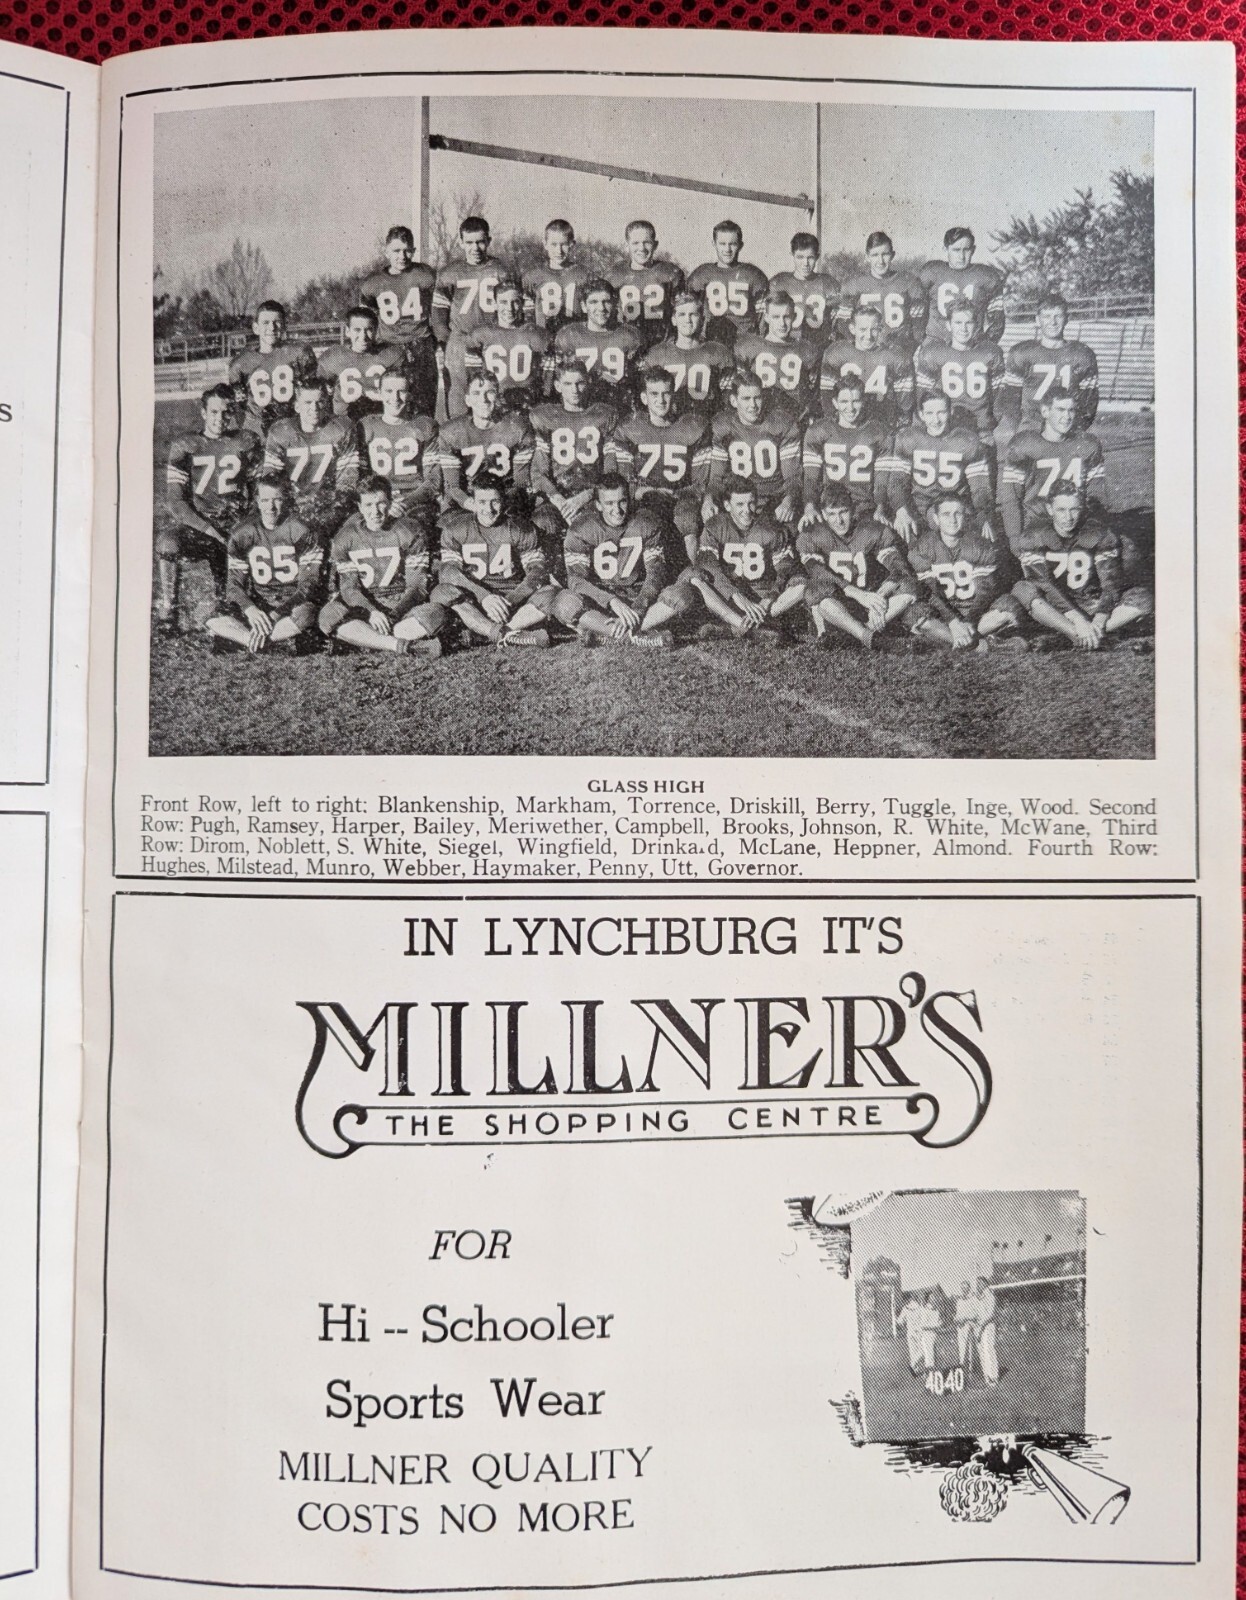 S
84 76 81 82 85 53 56 61
68 63 60 79 70 69 64 66 71
72 77 62 73 83 75 80 52 55 74
65 57 54 67 58 51 59 78
GLASS HIGH
Front Row, left to right: Blankenship, Markham, Torrence, Driskill, Berry, Tuggle, Inge, Wood. Second
Row: Pugh, Ramsey, Harper, Bailey, Meriwether, Campbell, Brooks, Johnson, R. White, McWane, Third
Row: Dirom, Noblett, S. White, Siegel, Wingfield, Drinkard, McLane, Heppner, Almond. Fourth Row:
Hughes, Milstead, Munro, Webber, Haymaker, Penny, Utt, Governor.
IN LYNCHBURG IT'S
MILLNER'S
THE SHOPPING CENTRE
FOR
Hi -- Schooler
Sports Wear
MILLNER QUALITY
COSTS NO MORE
40 40